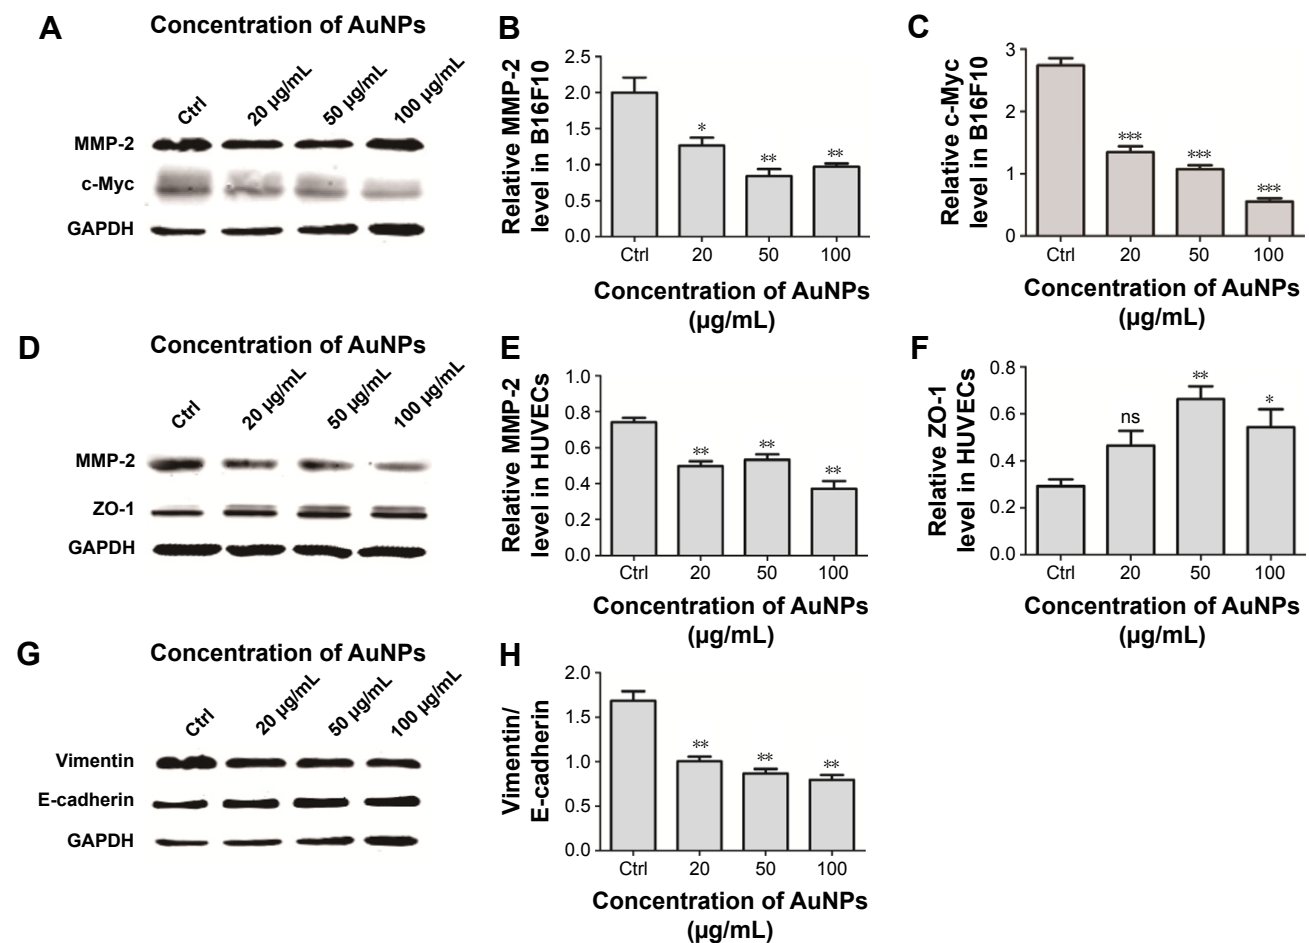 A
Concentration of AuNPs
Ctrl
20 µg/mL
50 µg/mL
100 µg/mL
MMP-2
c-Myc
GAPDH
B
Relative MMP-2
level in B16F10
2.5
2.0
1.5
1.0
0.5
0.0
*
**
**
Ctrl 20 50 100
Concentration of AuNPs
(µg/mL)
C
Relative c-Myc
level in B16F10
3
2
1
0
***
***
***
Ctrl 20 50 100
Concentration of AuNPs
(µg/mL)
D
Concentration of AuNPs
Ctrl
20 µg/mL
50 µg/mL
100 µg/mL
MMP-2
ZO-1
GAPDH
E
Relative MMP-2
level in HUVECs
1.0
0.8
0.6
0.4
0.2
0.0
**
**
**
Ctrl 20 50 100
Concentration of AuNPs
(µg/mL)
F
Relative ZO-1
level in HUVECs
0.8
0.6
0.4
0.2
0.0
ns
**
*
Ctrl 20 50 100
Concentration of AuNPs
(µg/mL)
G
Concentration of AuNPs
Ctrl
20 µg/mL
50 µg/mL
100 µg/mL
Vimentin
E-cadherin
GAPDH
H
Vimentin/
E-cadherin
2.0
1.5
1.0
0.5
0.0
**
**
**
Ctrl 20 50 100
Concentration of AuNPs
(µg/mL)